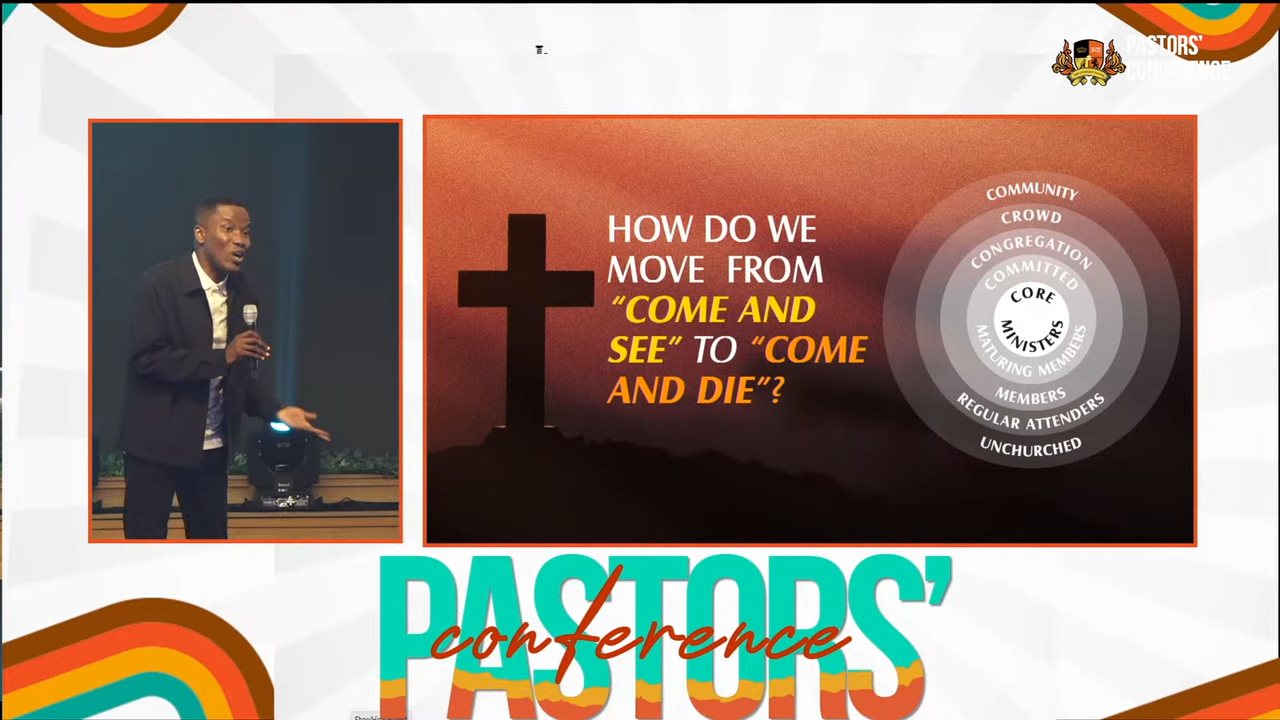 PASTORS'
CONFERENCE
HOW DO WE
MOVE FROM
“COME AND
SEE” TO “COME
AND DIE”?
COMMUNITY
CROWD
CONGREGATION
COMMITTED
CORE
MINISTERS
MATURING MEMBERS
MEMBERS
REGULAR ATTENDERS
UNCHURCHED
PASTORS'
conference